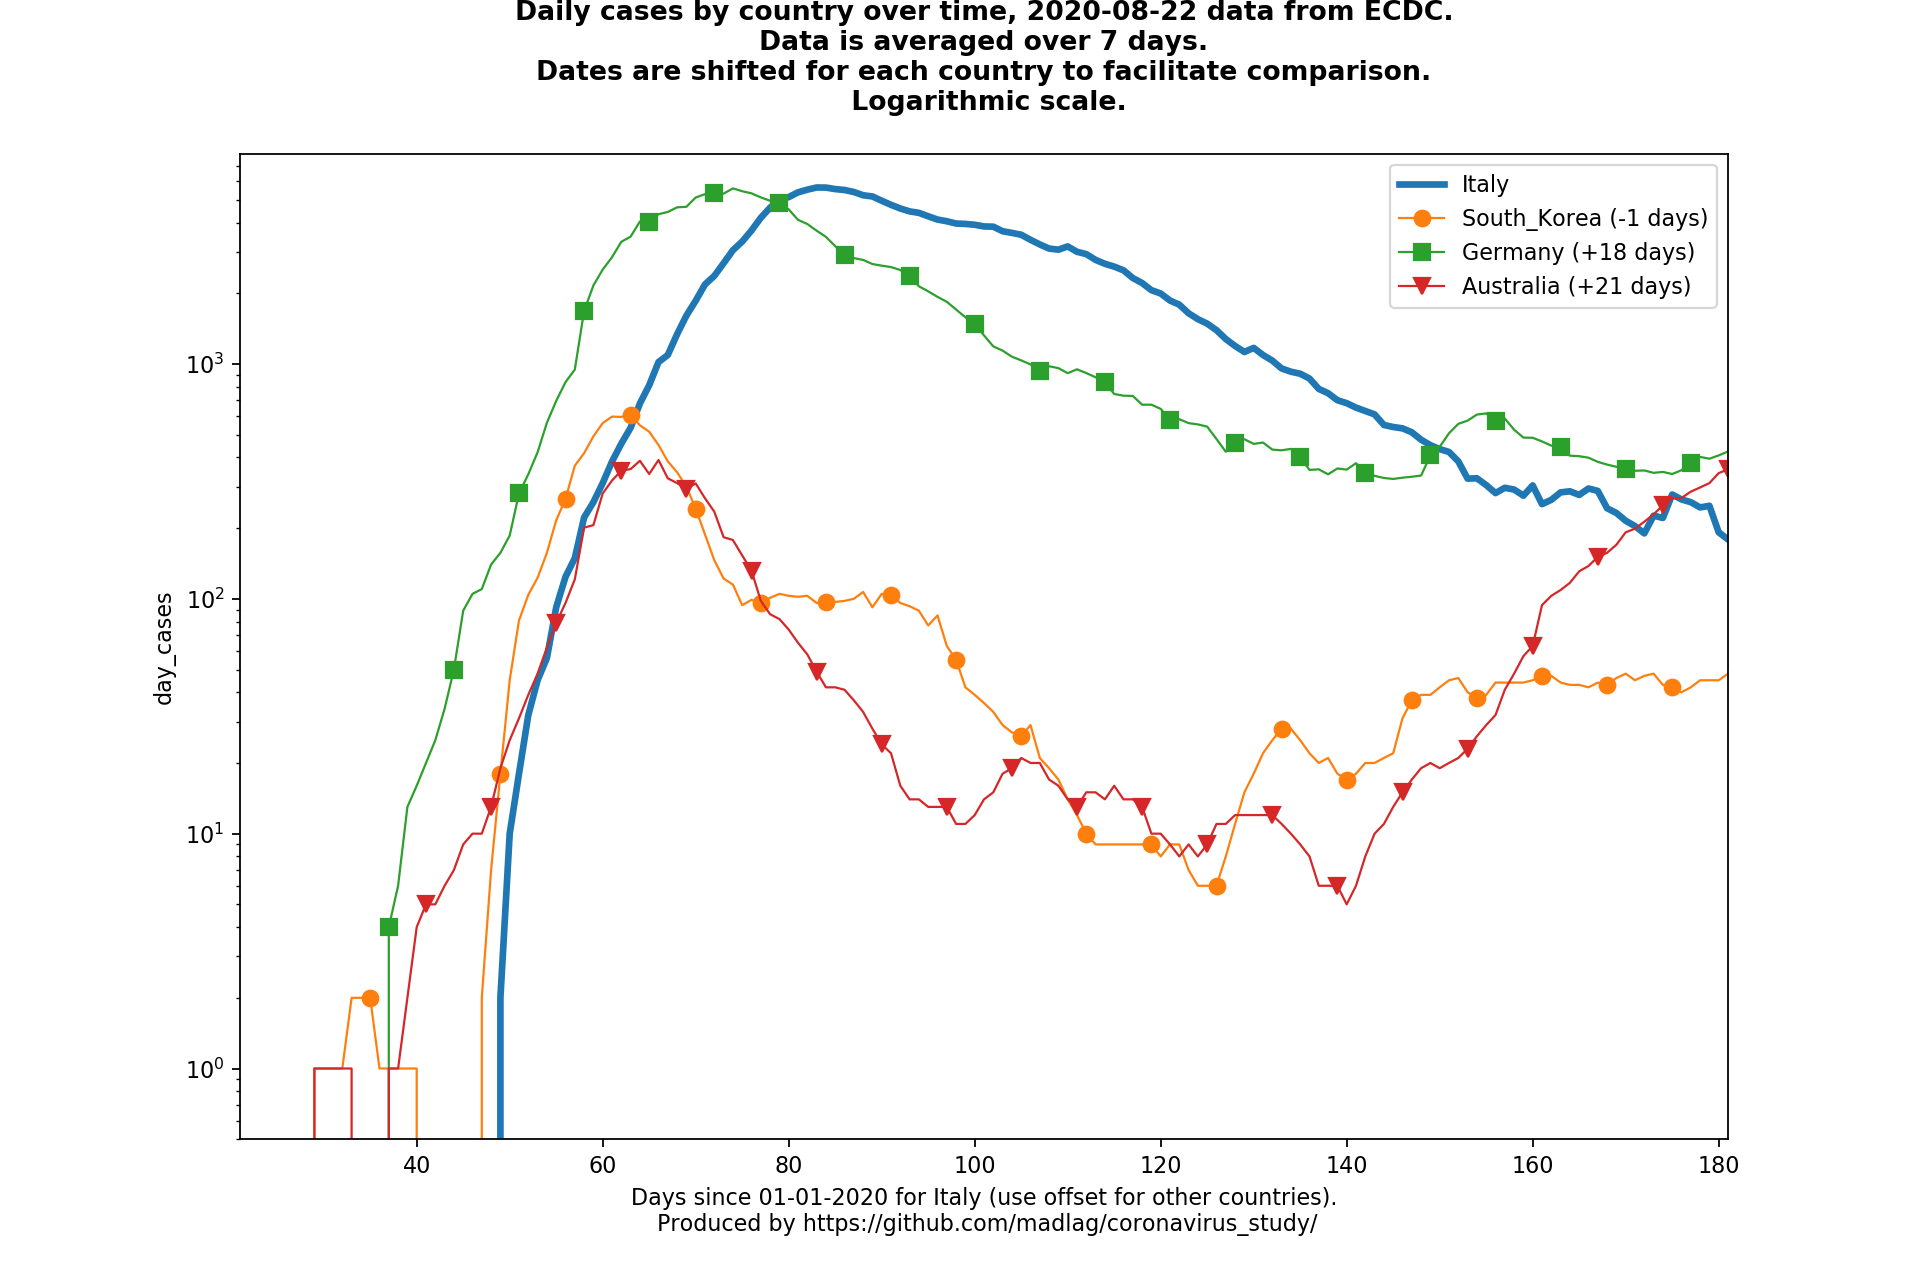 Daily cases by country over time, 2020-08-22 data from ECDC.
Data is averaged over 7 days.
Dates are shifted for each country to facilitate comparison.
Logarithmic scale.
Italy
South_Korea (-1 days)
Germany (+18 days)
Australia (+21 days)
day_cases
10³
10²
10¹
10⁰
40 60 80 100 120 140 160 180
Days since 01-01-2020 for Italy (use offset for other countries).
Produced by https://github.com/madlag/coronavirus_study/